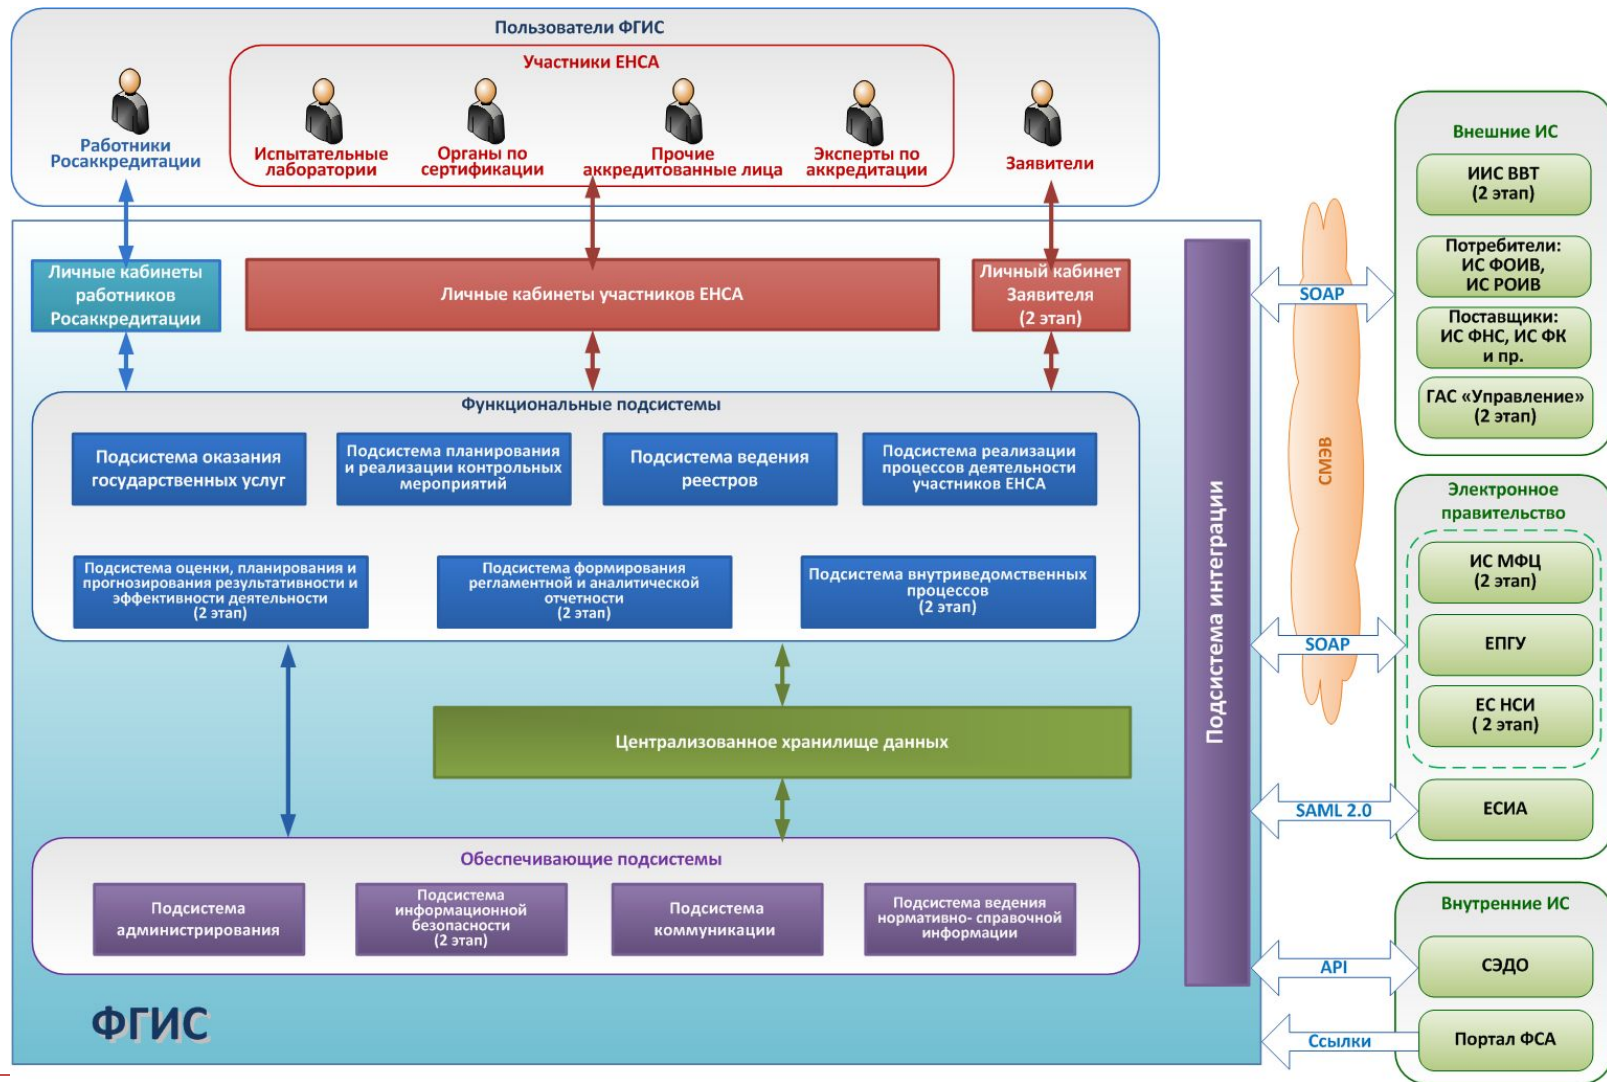 Пользователи ФГИС
Участники ЕНСА
Работники
Росаккредитации
Испытательные
лаборатории
Органы по
сертификации
Прочие
аккредитованные лица
Эксперты по
аккредитации
Заявители
Личные кабинеты
работников
Росаккредитации
Личные кабинеты участников ЕНСА
Личный кабинет
Заявителя
(2 этап)
Функциональные подсистемы
Подсистема оказания
государственных услуг
Подсистема планирования
и реализации контрольных
мероприятий
Подсистема ведения
реестров
Подсистема реализации
процессов деятельности
участников ЕНСА
Подсистема оценки, планирования и
прогнозирования результативности и
эффективности деятельности
(2 этап)
Подсистема формирования
регламентной и аналитической
отчетности
(2 этап)
Подсистема внутриведомственных
процессов
(2 этап)
Централизованное хранилище данных
Обеспечивающие подсистемы
Подсистема
администрирования
Подсистема
информационной
безопасности
(2 этап)
Подсистема
коммуникации
Подсистема ведения
нормативно- справочной
информации
ФГИС
Подсистема интеграции
SOAP
SOAP
SAML 2.0
API
Ссылки
СМЭВ
Внешние ИС
ИИС ВВТ
(2 этап)
Потребители:
ИС ФОИВ,
ИС РОИВ
Поставщики:
ИС ФНС, ИС ФК
и пр.
ГАС «Управление»
(2 этап)
Электронное
правительство
ИС МФЦ
(2 этап)
ЕПГУ
ЕС НСИ
( 2 этап)
ЕСИА
Внутренние ИС
СЭДО
Портал ФСА